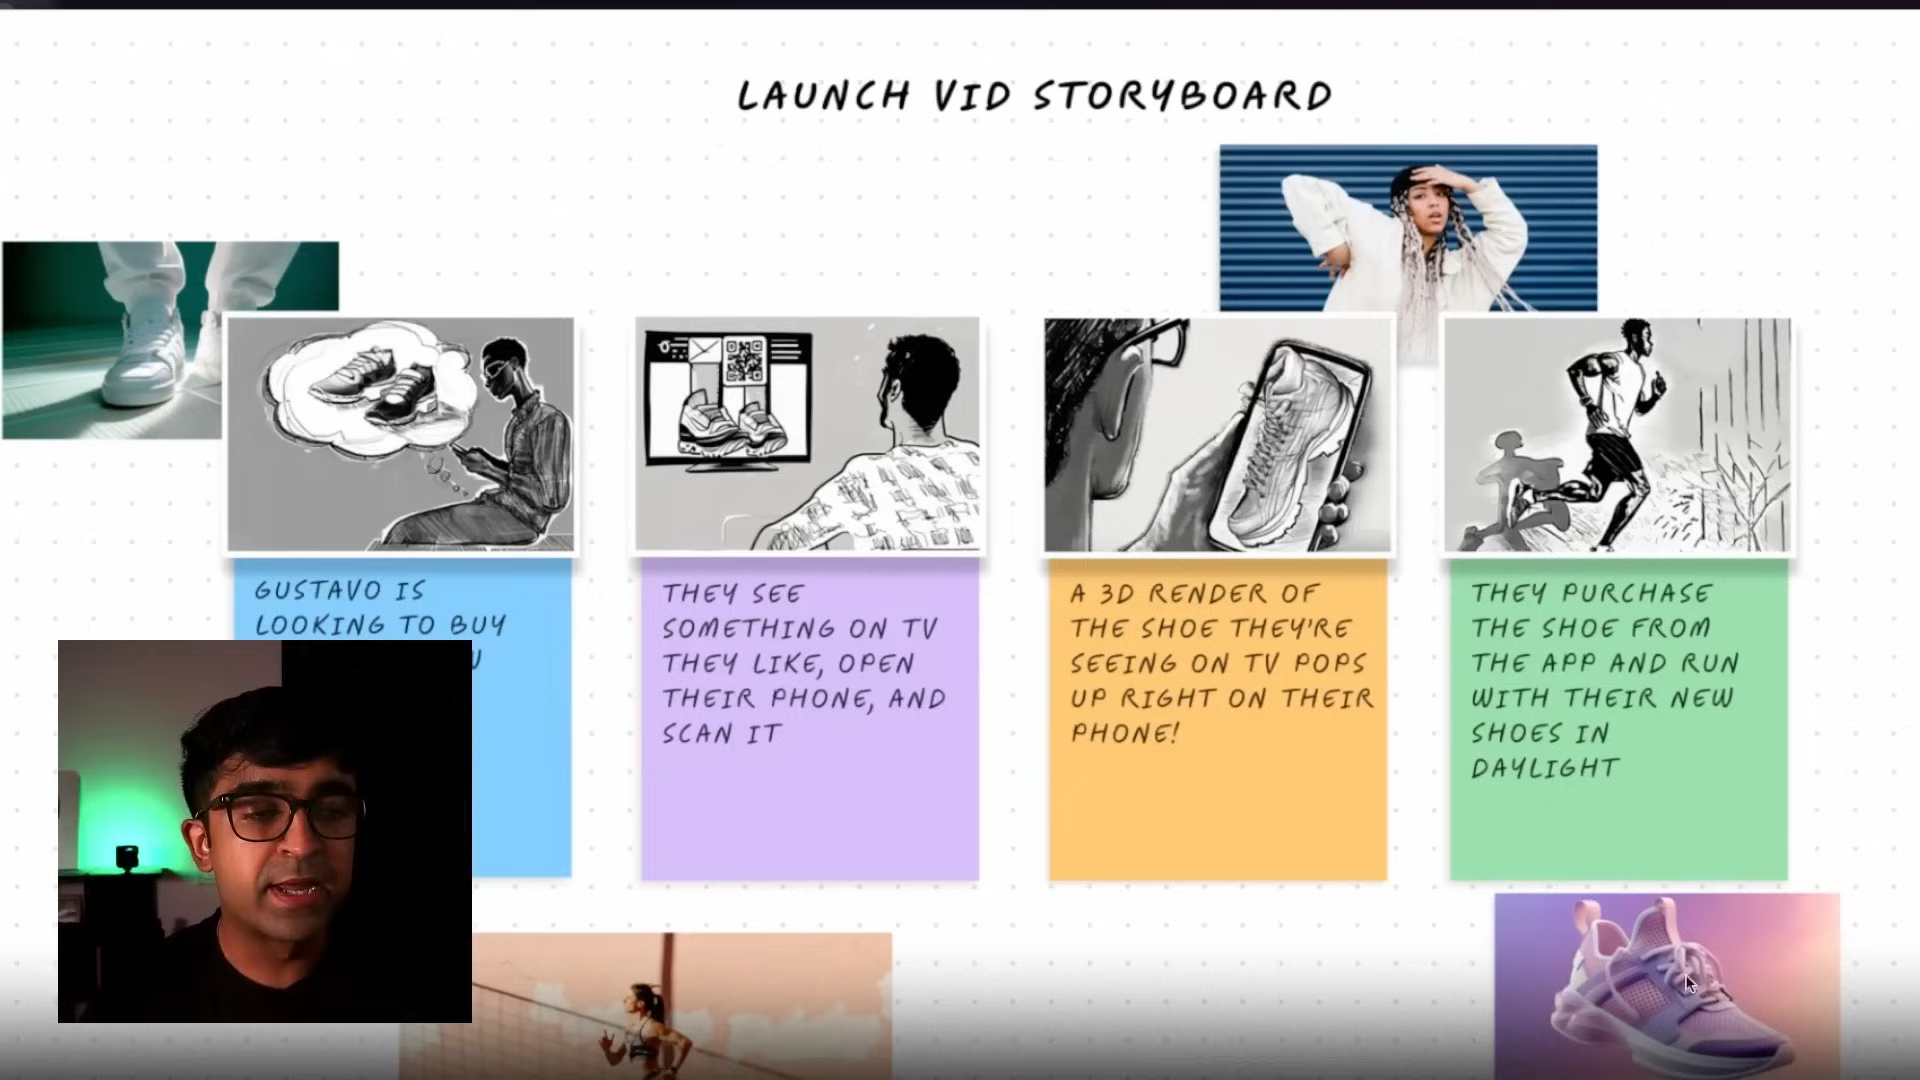 LAUNCH VID STORYBOARD
GUSTAVO IS
LOOKING TO BUY
THEY SEE
SOMETHING ON TV
THEY LIKE, OPEN
THEIR PHONE, AND
SCAN IT
A 3D RENDER OF
THE SHOE THEY'RE
SEEING ON TV POPS
UP RIGHT ON THEIR
PHONE!
THEY PURCHASE
THE SHOE FROM
THE APP AND RUN
WITH THEIR NEW
SHOES IN
DAYLIGHT